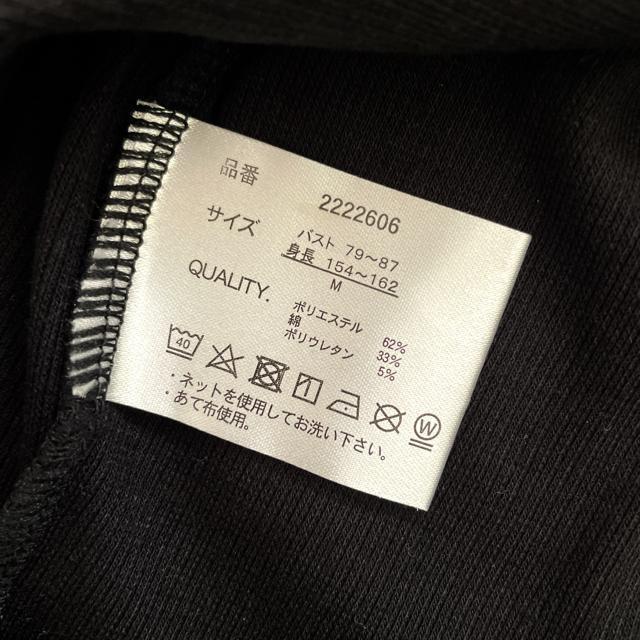 品番 2222606
サイズ バスト 79~87
身長 154~162
M
QUALITY. ポリエステル 62%
綿 33%
ポリウレタン 5%
40 W
・ネットを使用してお洗い下さい。
・あて布使用。